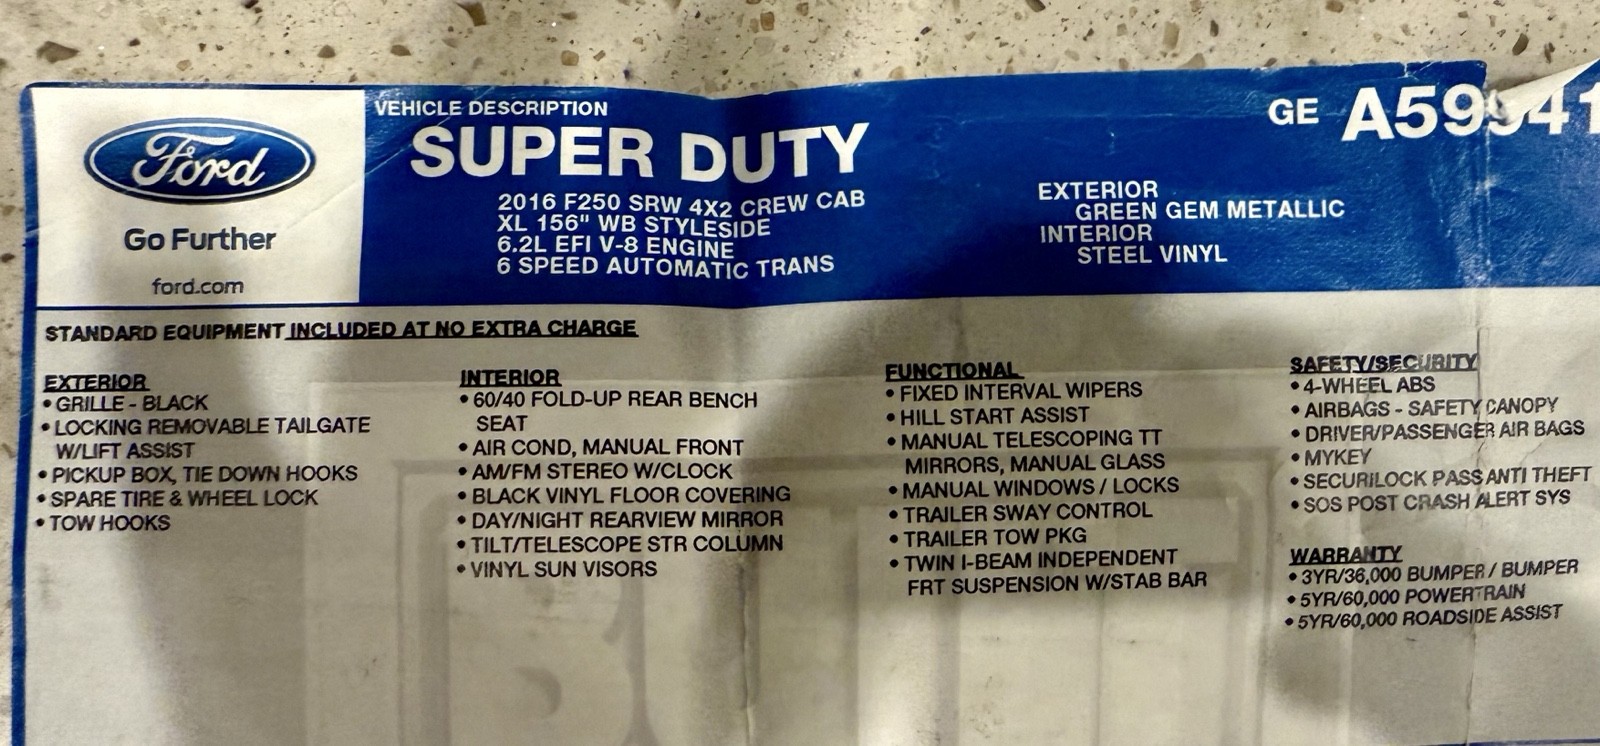 Ford
Go Further
ford.com
VEHICLE DESCRIPTION
SUPER DUTY
2016 F250 SRW 4X2 CREW CAB
XL 156" WB STYLESIDE
6.2L EFI V-8 ENGINE
6 SPEED AUTOMATIC TRANS
EXTERIOR
GREEN GEM METALLIC
INTERIOR
STEEL VINYL
GE
STANDARD EQUIPMENT INCLUDED AT NO EXTRA CHARGE
EXTERIOR
• GRILLE - BLACK
• LOCKING REMOVABLE TAILGATE
W/LIFT ASSIST
• PICKUP BOX, TIE DOWN HOOKS
• SPARE TIRE & WHEEL LOCK
• TOW HOOKS
INTERIOR
• 60/40 FOLD-UP REAR BENCH
SEAT
• AIR COND, MANUAL FRONT
• AM/FM STEREO W/CLOCK
• BLACK VINYL FLOOR COVERING
• DAY/NIGHT REARVIEW MIRROR
• TILT/TELESCOPE STR COLUMN
• VINYL SUN VISORS
FUNCTIONAL
• FIXED INTERVAL WIPERS
• HILL START ASSIST
• MANUAL TELESCOPING TT
MIRRORS, MANUAL GLASS
• MANUAL WINDOWS / LOCKS
• TRAILER SWAY CONTROL
• TRAILER TOW PKG
• TWIN I-BEAM INDEPENDENT
FRT SUSPENSION W/STAB BAR
SAFETY/SECURITY
• 4-WHEEL ABS
• AIRBAGS - SAFETY CANOPY
• DRIVER/PASSENGER AIR BAGS
• MYKEY
• SECURILOCK PASS ANTI THEFT
• SOS POST CRASH ALERT SYS
WARRANTY
• 3YR/36,000 BUMPER / BUMPER
• 5YR/60,000 POWERTRAIN
• 5YR/60,000 ROADSIDE ASSIST